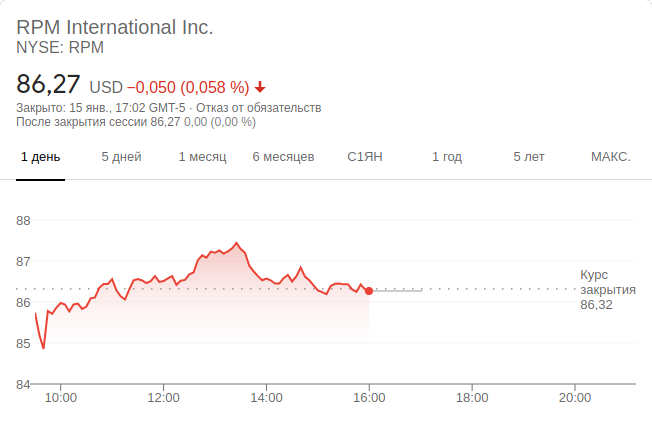 RPM International Inc.
NYSE: RPM
86,27 USD −0,050 (0,058 %)
Закрыто: 15 янв., 17:02 GMT-5 · Отказ от обязательств
После закрытия сессии 86,27 0,00 (0,00 %)
1 день 5 дней 1 месяц 6 месяцев С1ЯН 1 год 5 лет МАКС.
88
87
Курс
закрытия
86,32
86
85
84
10:00 12:00 14:00 16:00 18:00 20:00